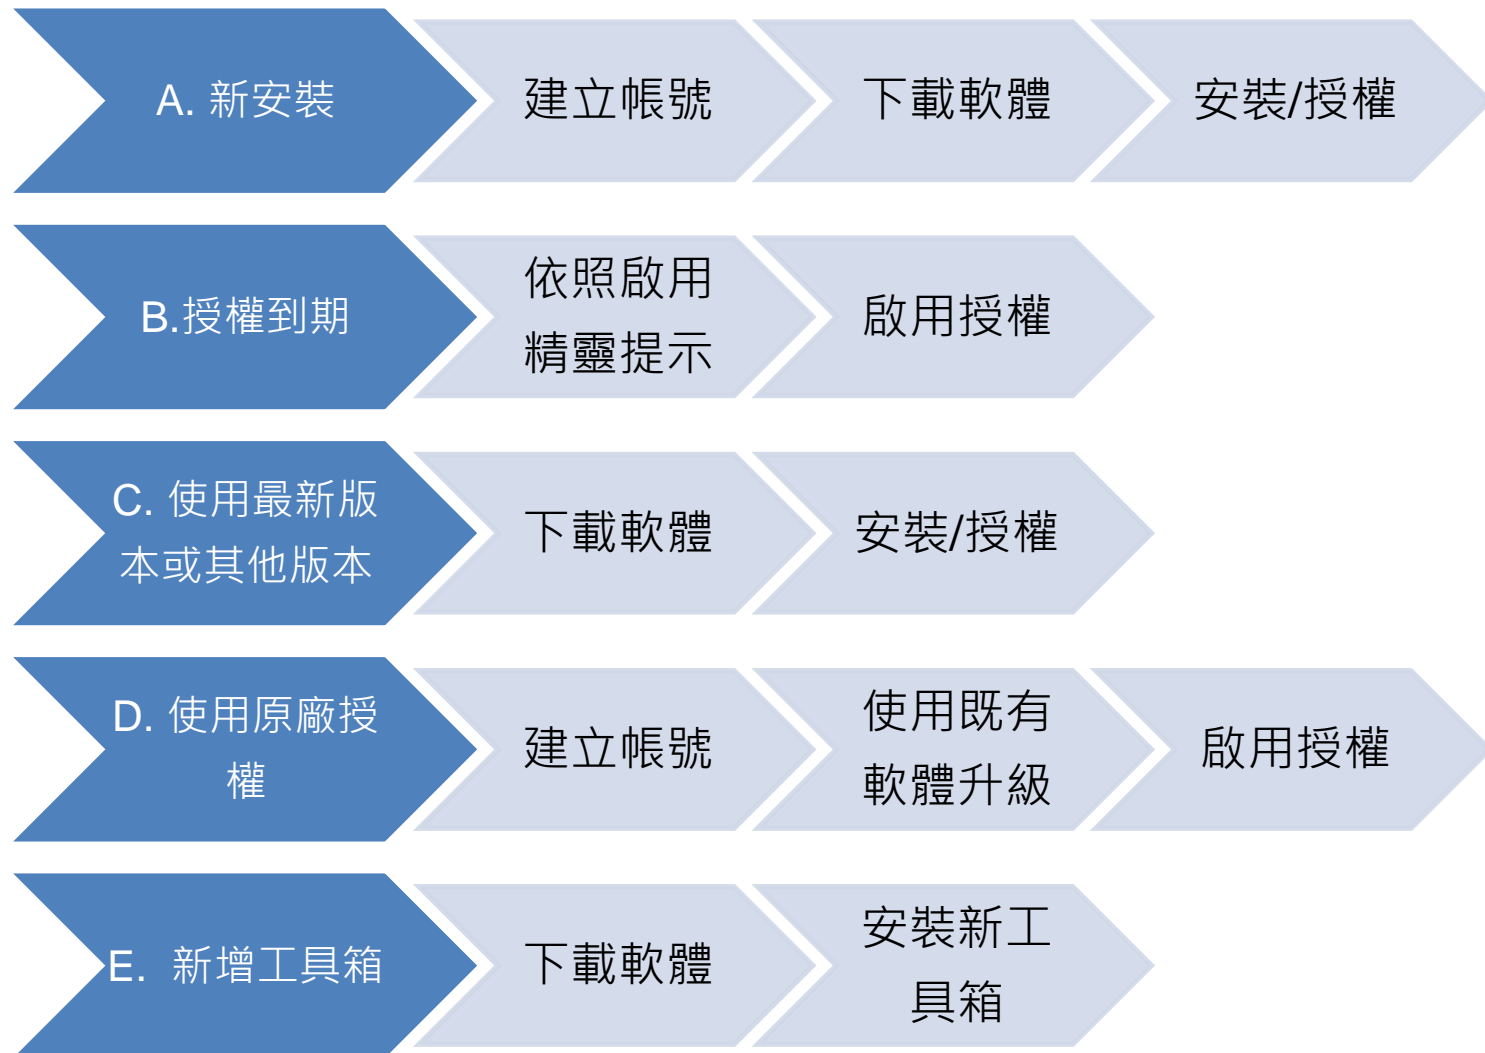 A. 新安裝
建立帳號
下載軟體
安裝/授權
B.授權到期
依照啟用
精靈提示
啟用授權
C. 使用最新版
本或其他版本
下載軟體
安裝/授權
D. 使用原廠授
權
建立帳號
使用既有
軟體升級
啟用授權
E. 新增工具箱
下載軟體
安裝新工
具箱